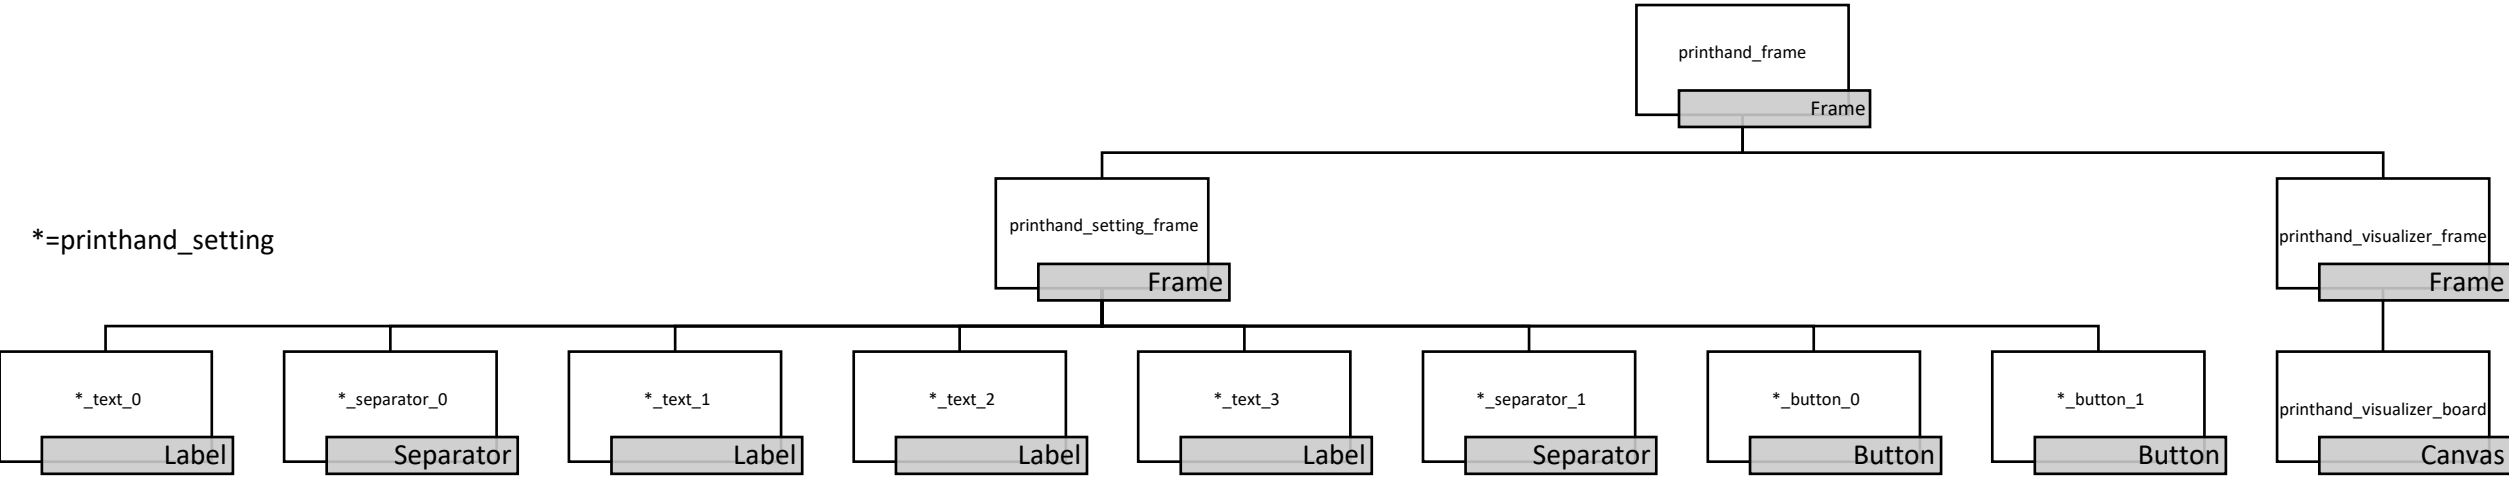 printhand_frame
Frame
printhand_setting_frame
Frame
printhand_visualizer_frame
Frame
*=printhand_setting
*_text_0
Label
*_separator_0
Separator
*_text_1
Label
*_text_2
Label
*_text_3
Label
*_separator_1
Separator
*_button_0
Button
*_button_1
Button
printhand_visualizer_board
Canvas